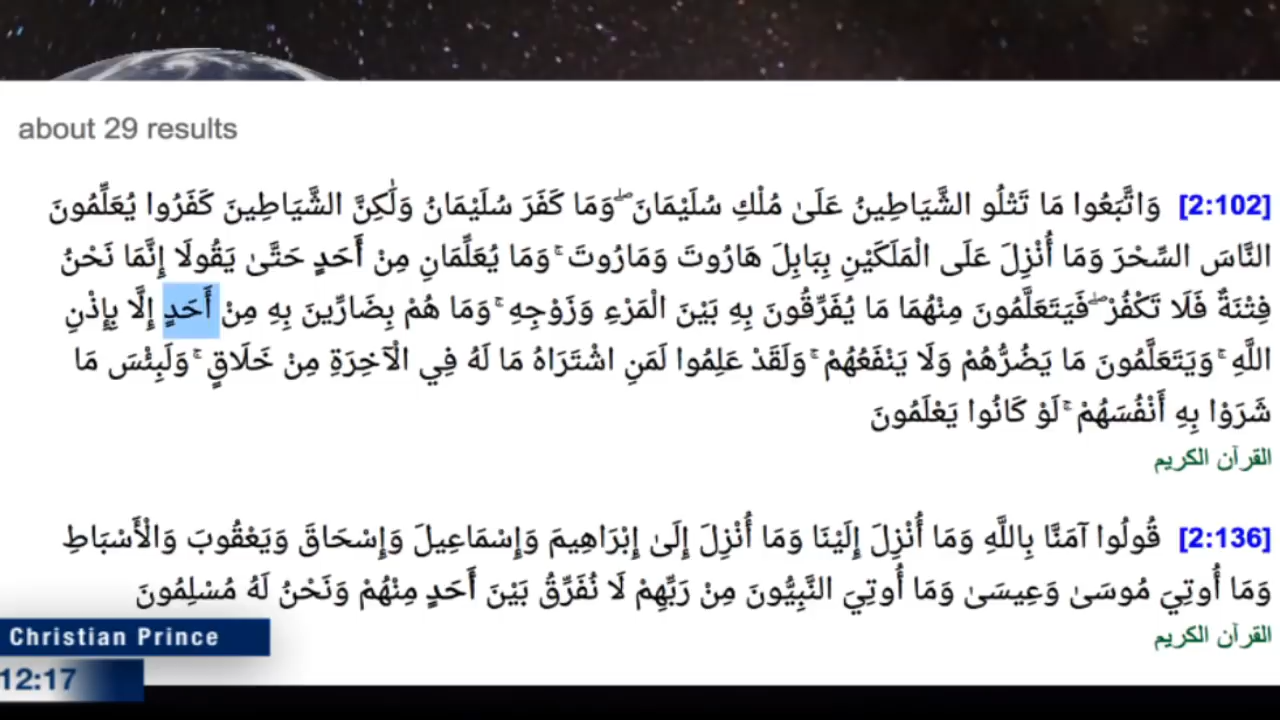 about 29 results
[2:102] وَاتَّبَعُوا مَا تَتْلُو الشَّيَاطِينُ عَلَىٰ مُلْكِ سُلَيْمَانَ ۖ وَمَا كَفَرَ سُلَيْمَانُ وَلَٰكِنَّ الشَّيَاطِينَ كَفَرُوا يُعَلِّمُونَ
النَّاسَ السِّحْرَ وَمَا أُنْزِلَ عَلَى الْمَلَكَيْنِ بِبَابِلَ هَارُوتَ وَمَارُوتَ ۚ وَمَا يُعَلِّمَانِ مِنْ أَحَدٍ حَتَّىٰ يَقُولَا إِنَّمَا نَحْنُ
فِتْنَةٌ فَلَا تَكْفُرْ ۖ فَيَتَعَلَّمُونَ مِنْهُمَا مَا يُفَرِّقُونَ بِهِ بَيْنَ الْمَرْءِ وَزَوْجِهِ ۚ وَمَا هُمْ بِضَارِّينَ بِهِ مِنْ أَحَدٍ إِلَّا بِإِذْنِ
اللَّهِ ۚ وَيَتَعَلَّمُونَ مَا يَضُرُّهُمْ وَلَا يَنْفَعُهُمْ ۚ وَلَقَدْ عَلِمُوا لَمَنِ اشْتَرَاهُ مَا لَهُ فِي الْآخِرَةِ مِنْ خَلَاقٍ ۚ وَلَبِئْسَ مَا
شَرَوْا بِهِ أَنْفُسَهُمْ ۚ لَوْ كَانُوا يَعْلَمُونَ
القرآن الكريم
[2:136] قُولُوا آمَنَّا بِاللَّهِ وَمَا أُنْزِلَ إِلَيْنَا وَمَا أُنْزِلَ إِلَىٰ إِبْرَاهِيمَ وَإِسْمَاعِيلَ وَإِسْحَاقَ وَيَعْقُوبَ وَالْأَسْبَاطِ
وَمَا أُوتِيَ مُوسَىٰ وَعِيسَىٰ وَمَا أُوتِيَ النَّبِيُّونَ مِنْ رَبِّهِمْ لَا نُفَرِّقُ بَيْنَ أَحَدٍ مِنْهُمْ وَنَحْنُ لَهُ مُسْلِمُونَ
القرآن الكريم
Christian Prince
12:17